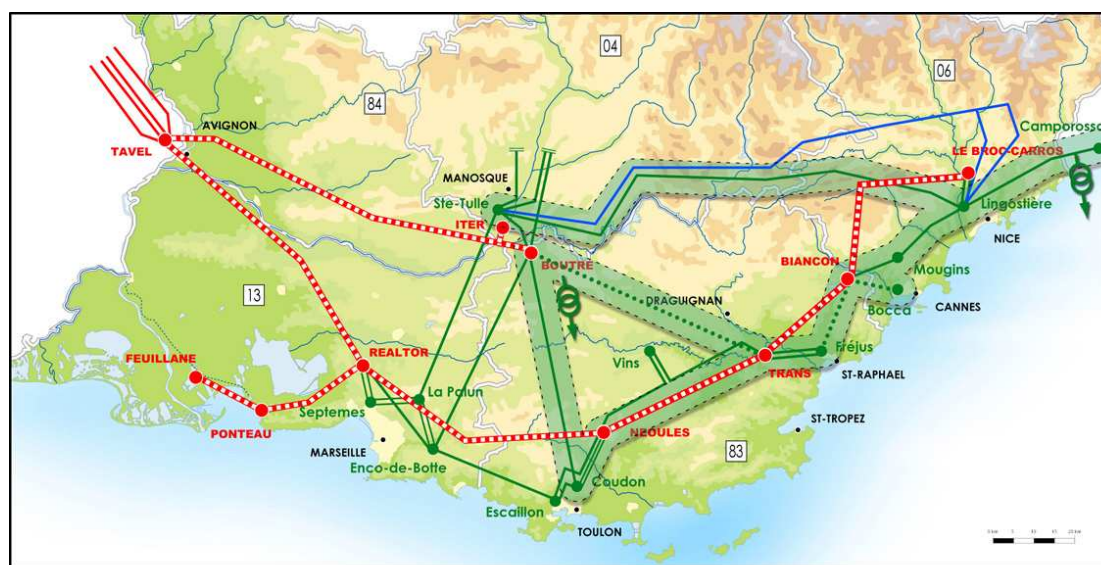 04
06
84
Camporosso
AVIGNON
TAVEL
LE BROC-CARROS
MANOSQUE
Ste-Tulle
Lingostière
ITER
NICE
BOUTRE
BIANCON
Mougins
13
DRAGUIGNAN
CANNES
Bocca
FEUILLANE
REALTOR
Vins
Fréjus
TRANS
ST-RAPHAEL
La Palun
Septemes
PONTEAU
ST-TROPEZ
NEOULES
MARSEILLE
83
Enco-de-Botte
Coudon
Escaillon
TOULON